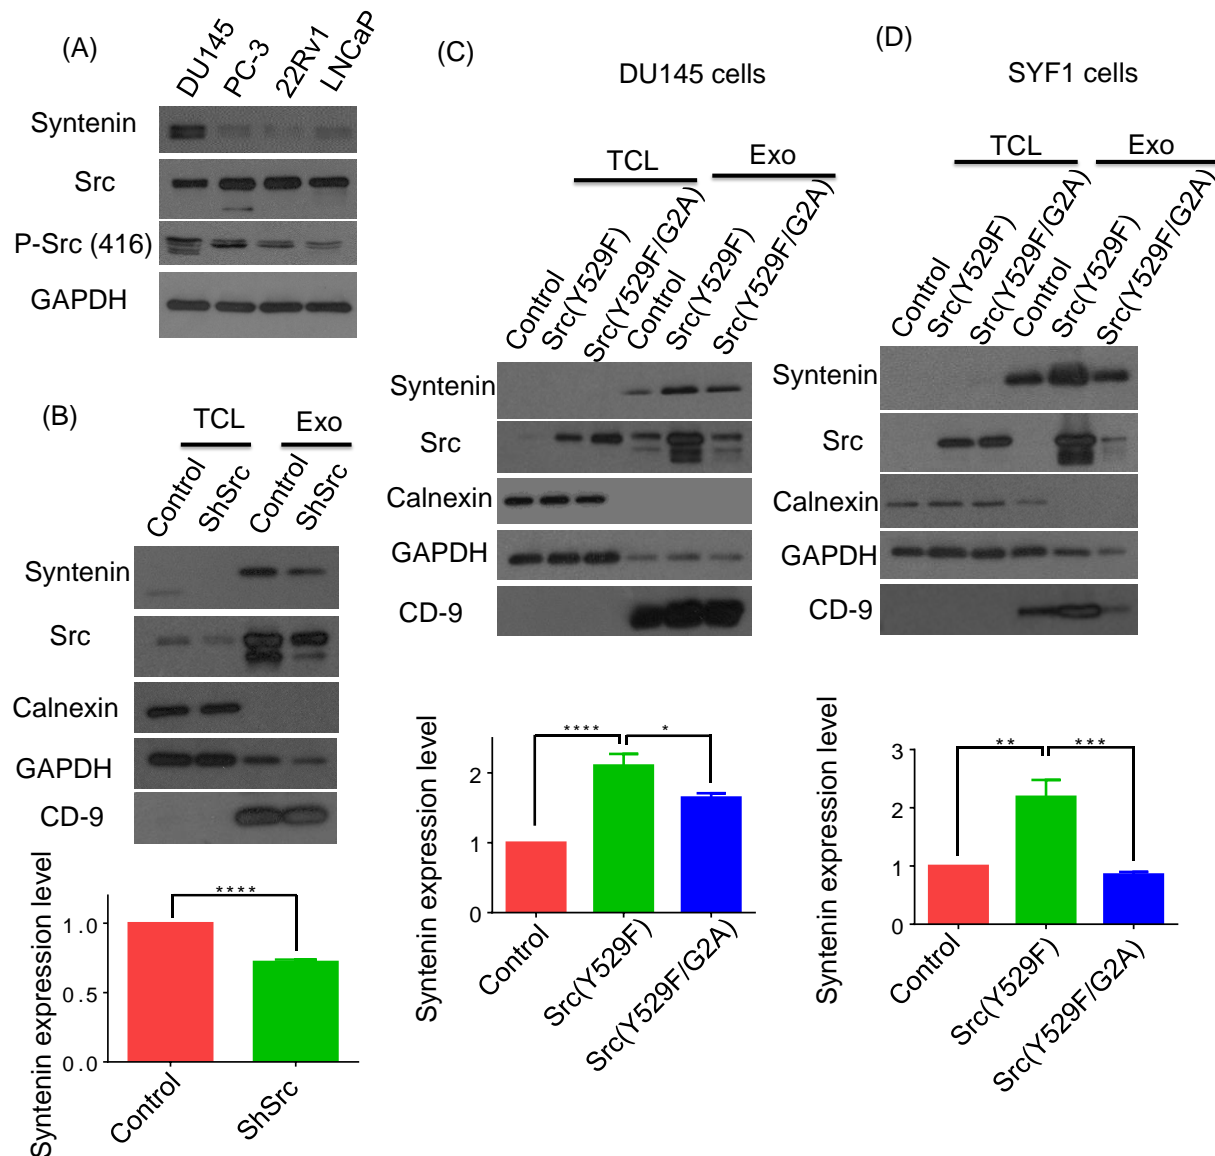 (A)
DU145
PC-3
22Rv1
LNCaP
Syntenin
Src
P-Src (416)
GAPDH
(B)
TCL
Exo
Control
ShSrc
Control
ShSrc
Syntenin
Src
Calnexin
GAPDH
CD-9
Syntenin expression level
1.0
0.5
0.0
****
Control
ShSrc
(C)
DU145 cells
TCL
Exo
Control
Src(Y529F)
Src(Y529F/G2A)
Control
Src(Y529F)
Src(Y529F/G2A)
Syntenin
Src
Calnexin
GAPDH
CD-9
Syntenin expression level
2
1
0
****
*
Control
Src(Y529F)
Src(Y529F/G2A)
(D)
SYF1 cells
TCL
Exo
Control
Src(Y529F)
Src(Y529F/G2A)
Control
Src(Y529F)
Src(Y529F/G2A)
Syntenin
Src
Calnexin
GAPDH
CD-9
Syntenin expression level
3
2
1
0
**
***
Control
Src(Y529F)
Src(Y529F/G2A)